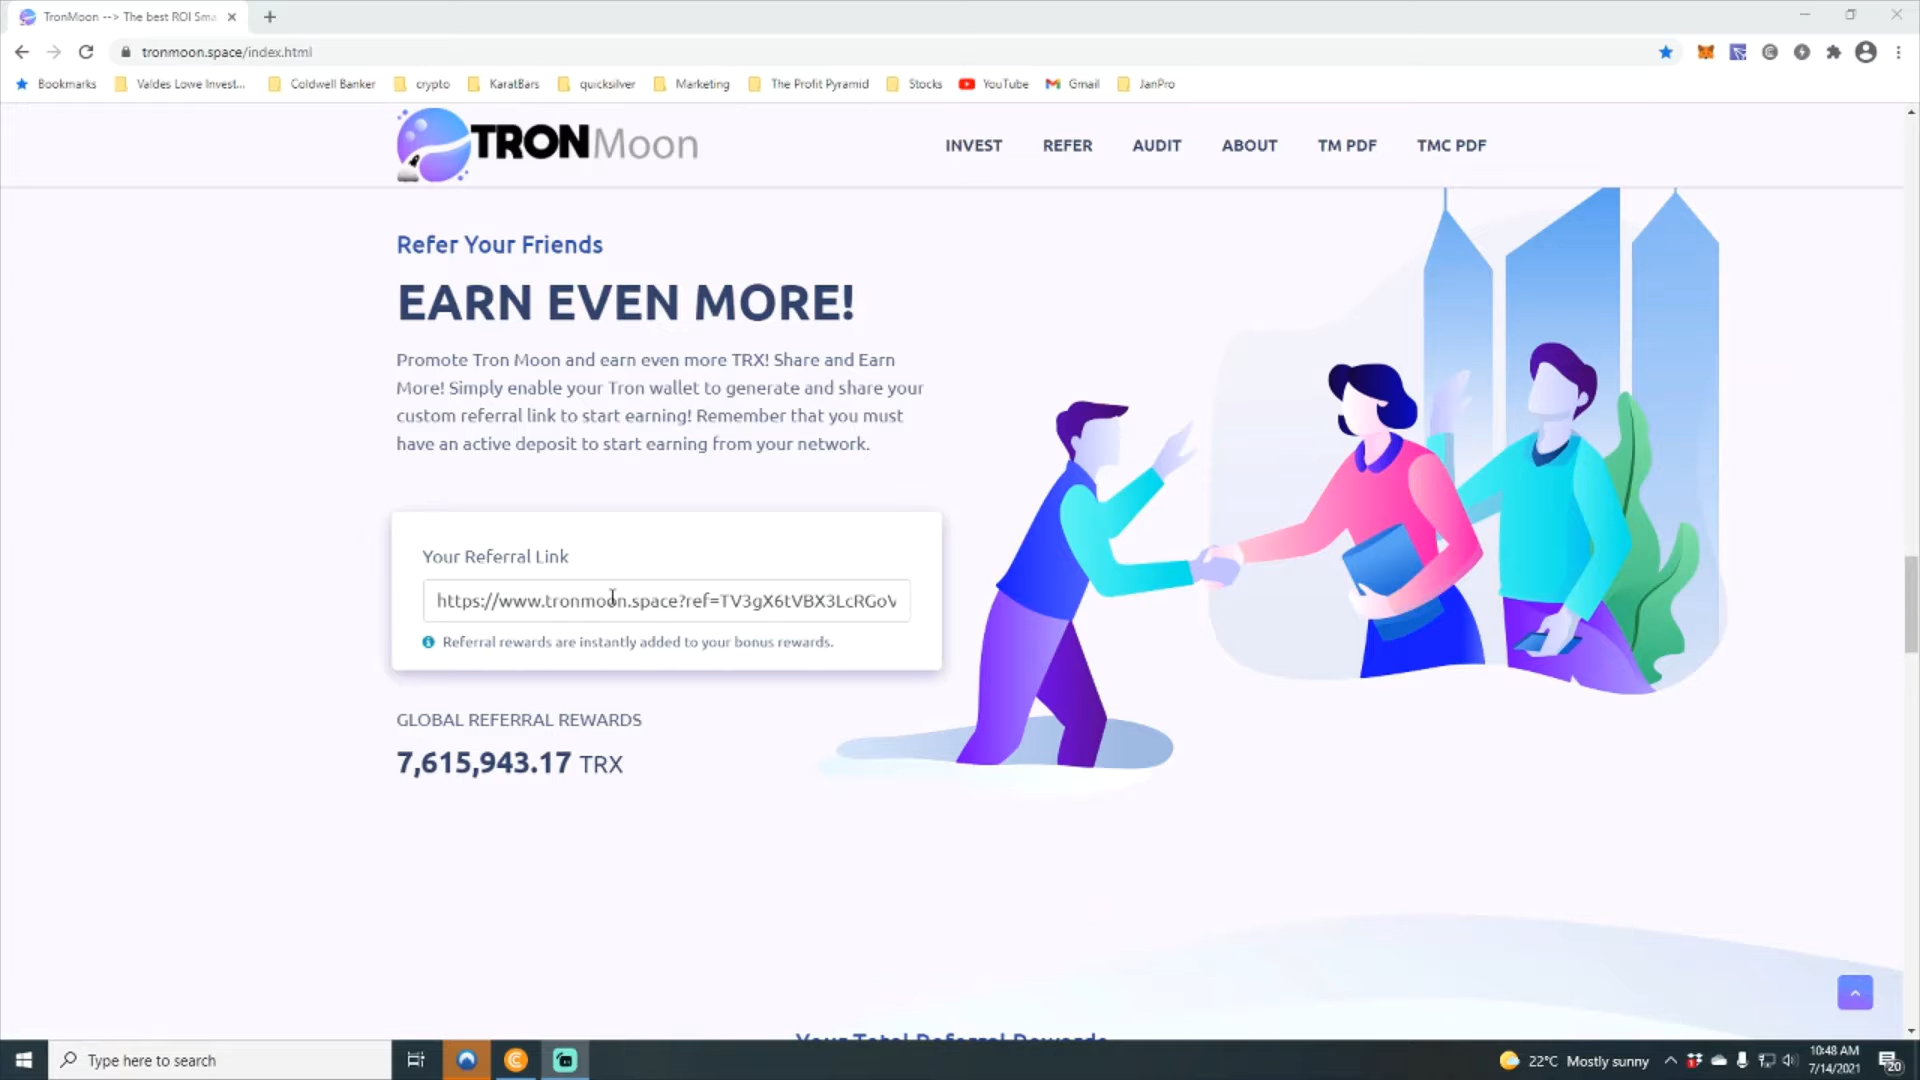 TronMoon --> The best ROI Sma
tronmoon.space/index.html
Bookmarks
Valdes Lowe Invest...
Coldwell Banker
crypto
KaratBars
quicksilver
Marketing
The Profit Pyramid
Stocks
YouTube
Gmail
JanPro
TRONMoon
INVEST
REFER
AUDIT
ABOUT
TM PDF
TMC PDF
Refer Your Friends
EARN EVEN MORE!
Promote Tron Moon and earn even more TRX! Share and Earn
More! Simply enable your Tron wallet to generate and share your
custom referral link to start earning! Remember that you must
have an active deposit to start earning from your network.
Your Referral Link
https://www.tronmoon.space?ref=TV3gX6tVBX3LcRGoV
Referral rewards are instantly added to your bonus rewards.
GLOBAL REFERRAL REWARDS
7,615,943.17 TRX
Your Total Referral Rewards
Type here to search
22°C Mostly sunny
10:48 AM
7/14/2021
20